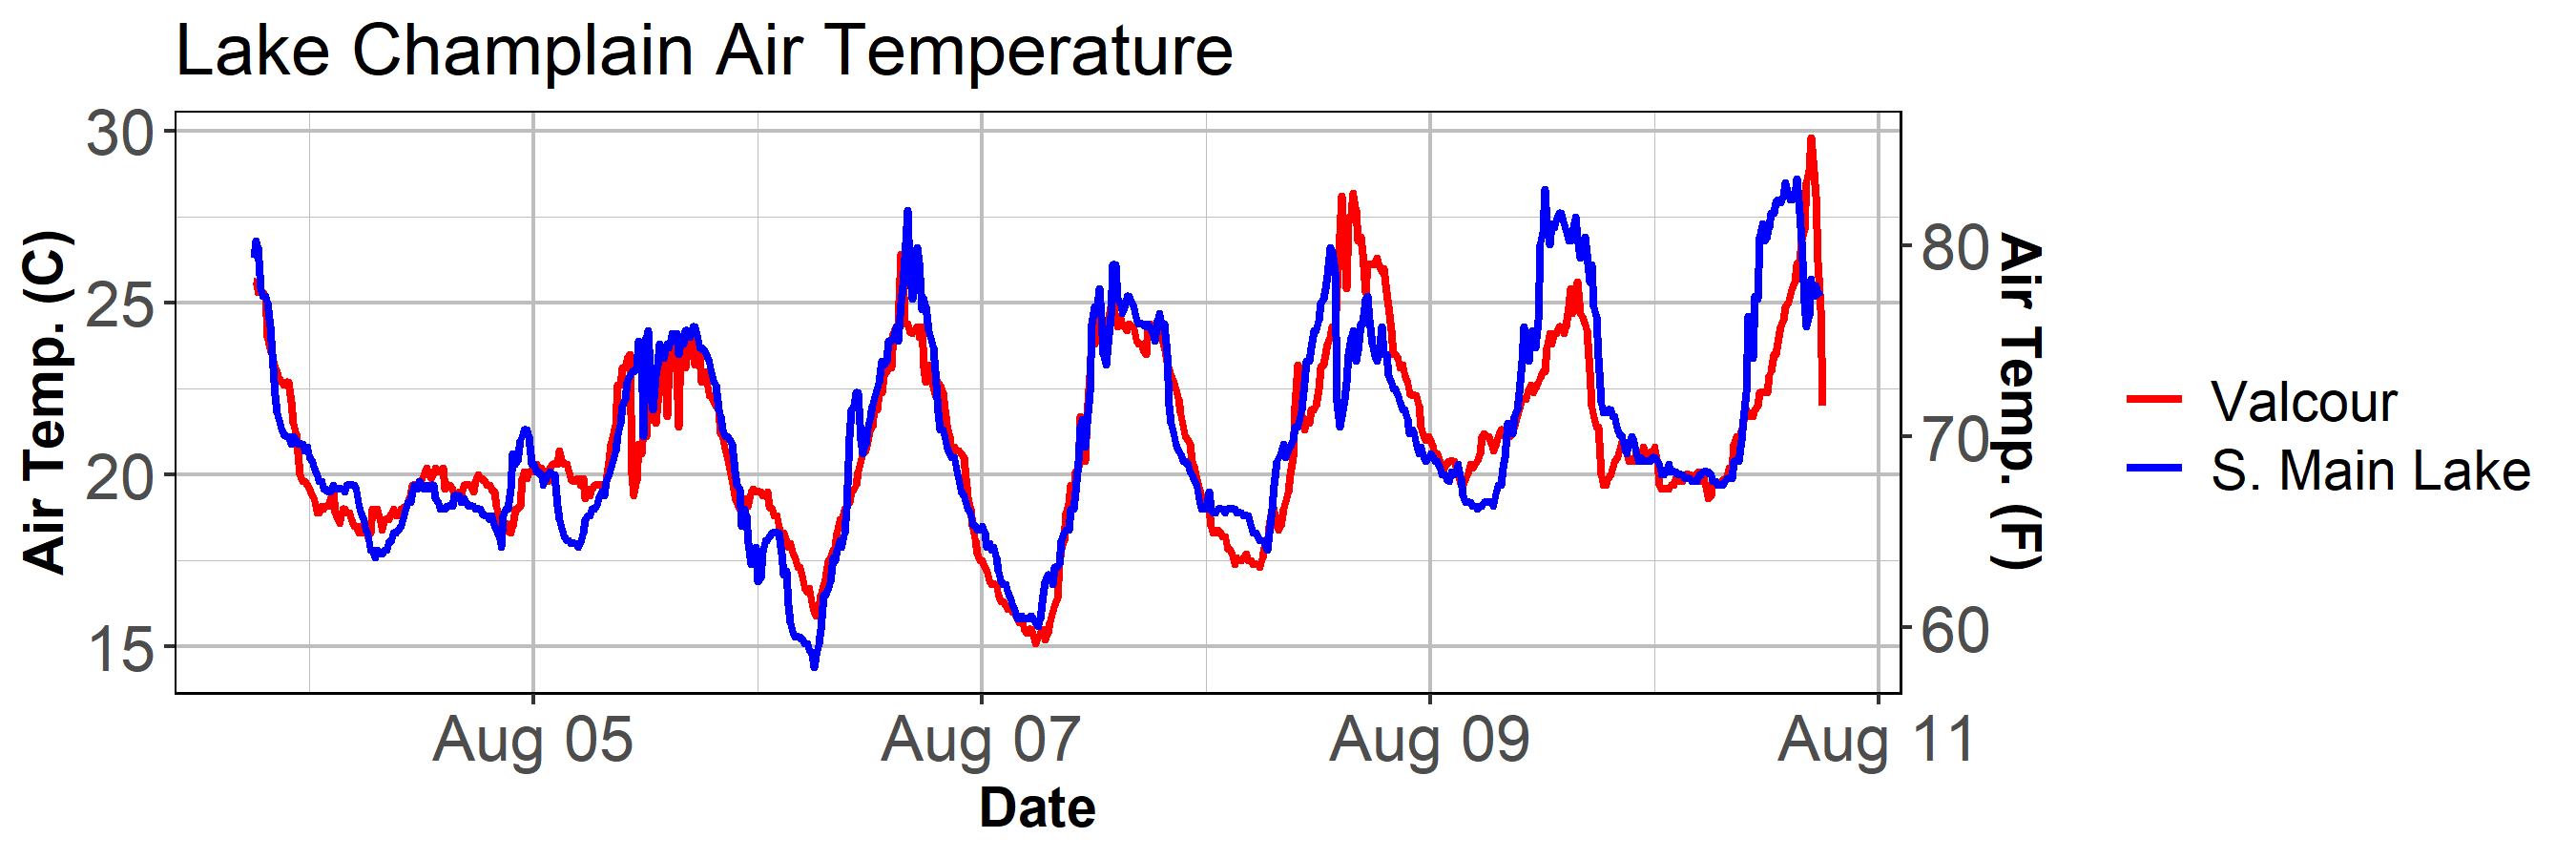 Lake Champlain Air Temperature
Air Temp. (C)
30
25
20
15
80
70
60
Air Temp. (F)
Aug 05
Aug 07
Aug 09
Aug 11
Date
Valcour
S. Main Lake